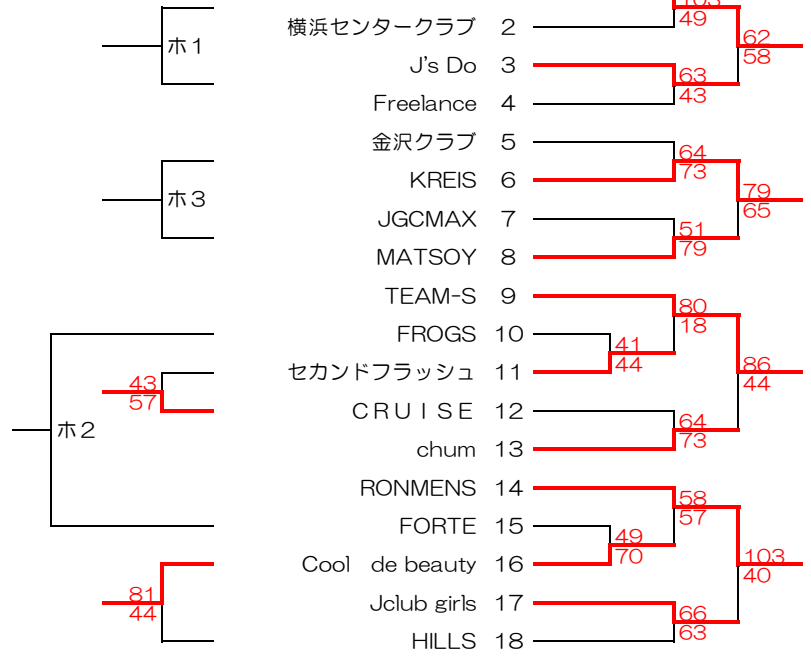 103
横浜センタークラブ 2 49
ホ1 62
J's Do 3 63 58
Freelance 4 43
金沢クラブ 5 64
KREIS 6 73
ホ3 79
JGCMAX 7 51 65
MATSOY 8 79
TEAM-S 9 80
FROGS 10 41 18
セカンドフラッシュ 11 44 86
43 44
57 CRUISE 12 64
ホ2 chum 13 73
RONMENS 14 58
FORTE 15 49 57
Cool de beauty 16 70 103
81 Jclub girls 17 66 40
44 HILLS 18 63